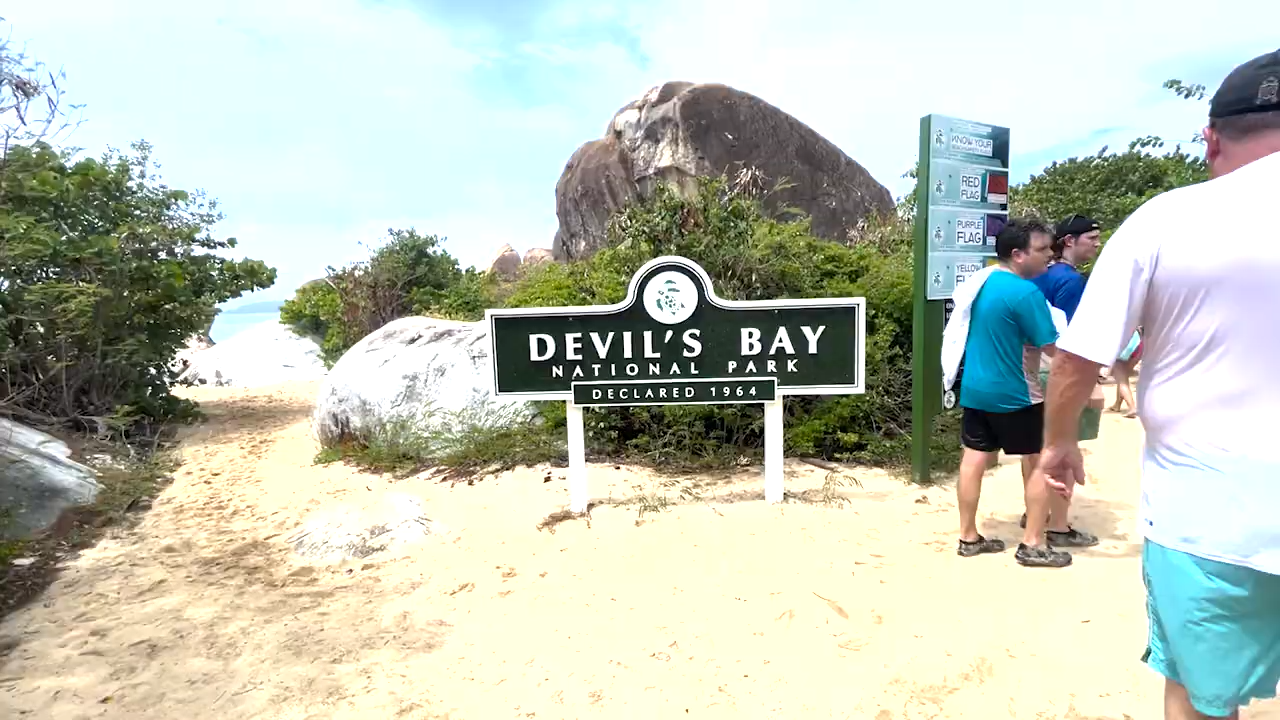 DEVIL'S BAY
NATIONAL PARK
DECLARED 1964
KNOW YOUR
RED
FLAG
PURPLE
FLAG
YELLOW